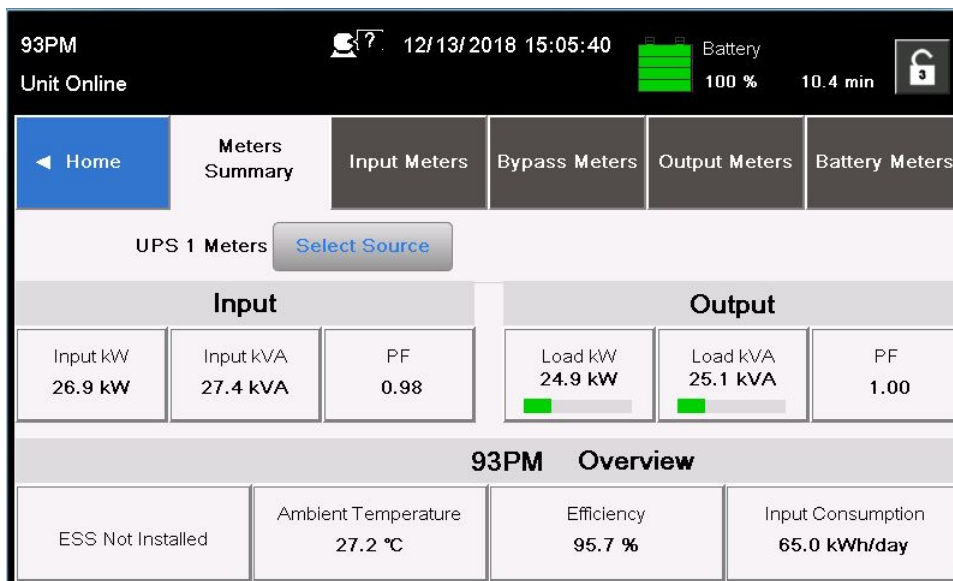 93PM
? 12/13/2018 15:05:40
Battery
Unit Online
100 % 10.4 min
3
◄ Home
Meters
Summary
Input Meters
Bypass Meters
Output Meters
Battery Meters
UPS 1 Meters Select Source
Input
Output
Input kW
26.9 kW
Input kVA
27.4 kVA
PF
0.98
Load kW
24.9 kW
Load kVA
25.1 kVA
PF
1.00
93PM Overview
ESS Not Installed
Ambient Temperature
27.2 °C
Efficiency
95.7 %
Input Consumption
65.0 kWh/day